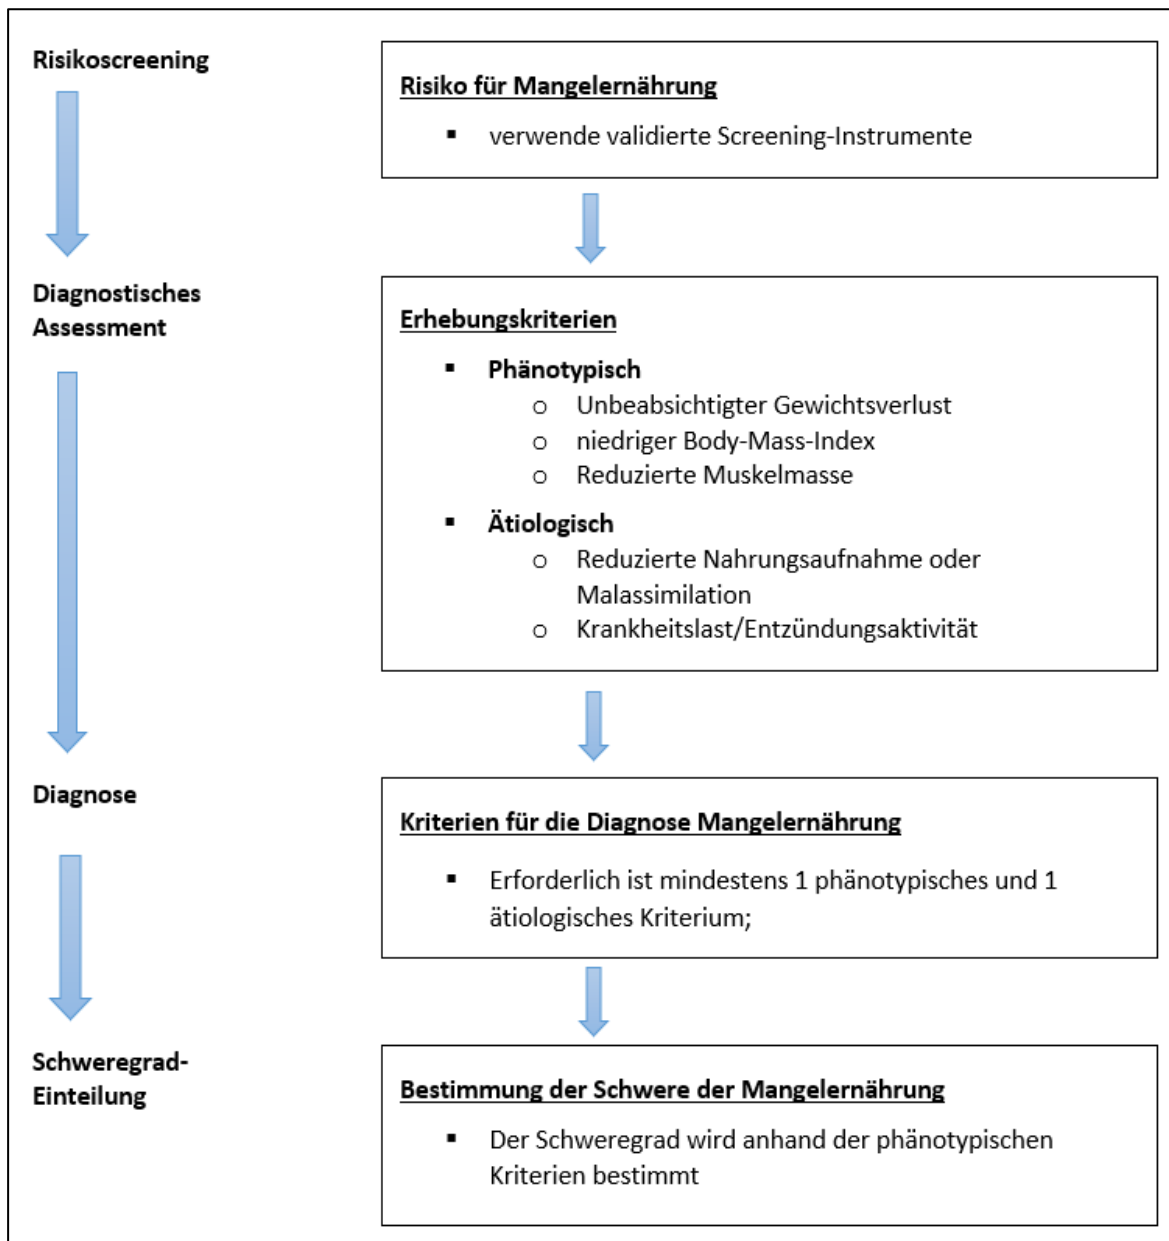 Risikoscreening
Risiko für Mangelernährung
▪ verwende validierte Screening-Instrumente
Diagnostisches
Assessment
Erhebungskriterien
▪ Phänotypisch
o Unbeabsichtigter Gewichtsverlust
o niedriger Body-Mass-Index
o Reduzierte Muskelmasse
▪ Ätiologisch
o Reduzierte Nahrungsaufnahme oder
Malassimilation
o Krankheitslast/Entzündungsaktivität
Diagnose
Kriterien für die Diagnose Mangelernährung
▪ Erforderlich ist mindestens 1 phänotypisches und 1
ätiologisches Kriterium;
Schweregrad-
Einteilung
Bestimmung der Schwere der Mangelernährung
▪ Der Schweregrad wird anhand der phänotypischen
Kriterien bestimmt